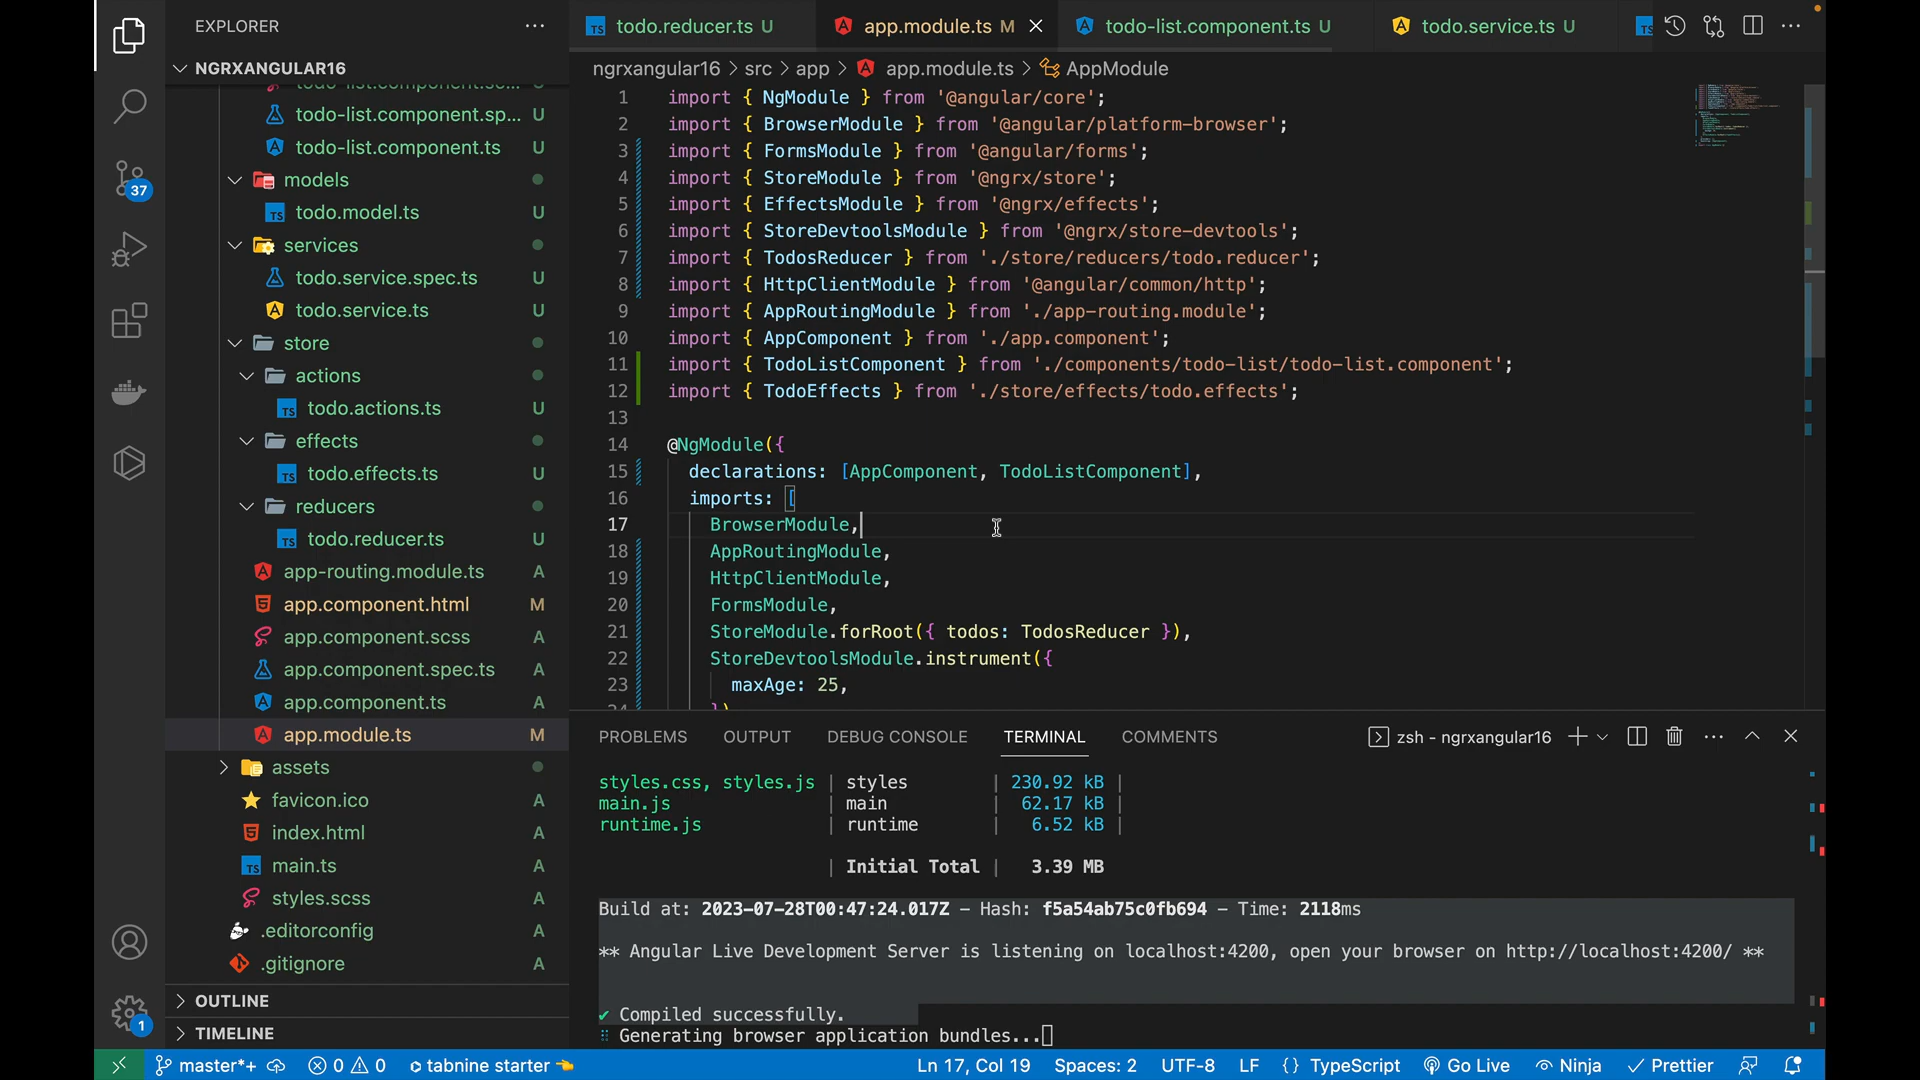 EXPLORER
NGRXANGULAR16
todo-list.component.sc...
todo-list.component.sp... U
todo-list.component.ts U
models
todo.model.ts U
services
todo.service.spec.ts U
todo.service.ts U
store
actions
todo.actions.ts U
effects
todo.effects.ts U
reducers
todo.reducer.ts U
app-routing.module.ts A
app.component.html M
app.component.scss A
app.component.spec.ts A
app.component.ts A
app.module.ts M
assets
favicon.ico A
index.html A
main.ts A
styles.scss A
.editorconfig A
.gitignore A
OUTLINE
TIMELINE
37
1
todo.reducer.ts U
app.module.ts M
todo-list.component.ts U
todo.service.ts U
ngrxangular16 > src > app > app.module.ts > AppModule
1 import { NgModule } from '@angular/core';
2 import { BrowserModule } from '@angular/platform-browser';
3 import { FormsModule } from '@angular/forms';
4 import { StoreModule } from '@ngrx/store';
5 import { EffectsModule } from '@ngrx/effects';
6 import { StoreDevtoolsModule } from '@ngrx/store-devtools';
7 import { TodosReducer } from './store/reducers/todo.reducer';
8 import { HttpClientModule } from '@angular/common/http';
9 import { AppRoutingModule } from './app-routing.module';
10 import { AppComponent } from './app.component';
11 import { TodoListComponent } from './components/todo-list/todo-list.component';
12 import { TodoEffects } from './store/effects/todo.effects';
13
14 @NgModule({
15 declarations: [AppComponent, TodoListComponent],
16 imports: [
17 BrowserModule,
18 AppRoutingModule,
19 HttpClientModule,
20 FormsModule,
21 StoreModule.forRoot({ todos: TodosReducer }),
22 StoreDevtoolsModule.instrument({
23 maxAge: 25,
24 }),
PROBLEMS OUTPUT DEBUG CONSOLE TERMINAL COMMENTS
zsh - ngrxangular16
styles.css, styles.js | styles | 230.92 kB |
main.js | main | 62.17 kB |
runtime.js | runtime | 6.52 kB |
| Initial Total | 3.39 MB
Build at: 2023-07-28T00:47:24.017Z - Hash: f5a54ab75c0fb694 - Time: 2118ms
** Angular Live Development Server is listening on localhost:4200, open your browser on http://localhost:4200/ **
✔ Compiled successfully.
Generating browser application bundles...
master*+ 0 0 tabnine starter Ln 17, Col 19 Spaces: 2 UTF-8 LF {} TypeScript Go Live Ninja Prettier